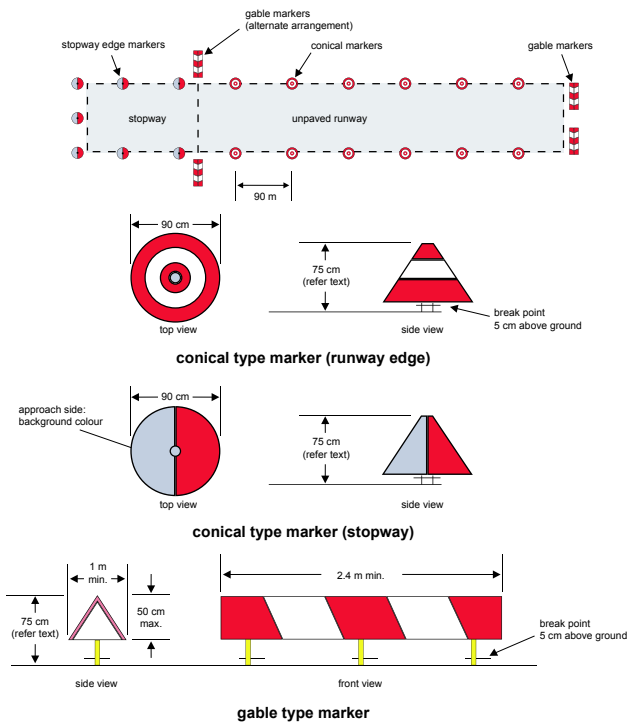 gable markers
(alternate arrangement)
stopway edge markers
conical markers
gable markers
stopway
unpaved runway
90 m
90 cm
75 cm
(refer text)
break point
5 cm above ground
top view
side view
conical type marker (runway edge)
approach side:
background colour
90 cm
75 cm
(refer text)
top view
side view
conical type marker (stopway)
1 m
min.
2.4 m min.
75 cm
(refer text)
50 cm
max.
break point
5 cm above ground
side view
front view
gable type marker